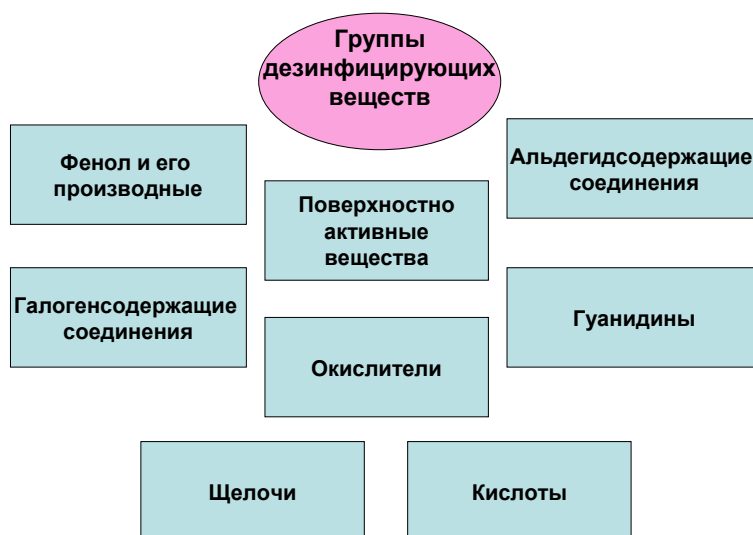 Группы
дезинфицирующих
веществ
Фенол и его
производные
Альдегидсодержащие
соединения
Поверхностно
активные
вещества
Галогенсодержащие
соединения
Гуанидины
Окислители
Щелочи
Кислоты